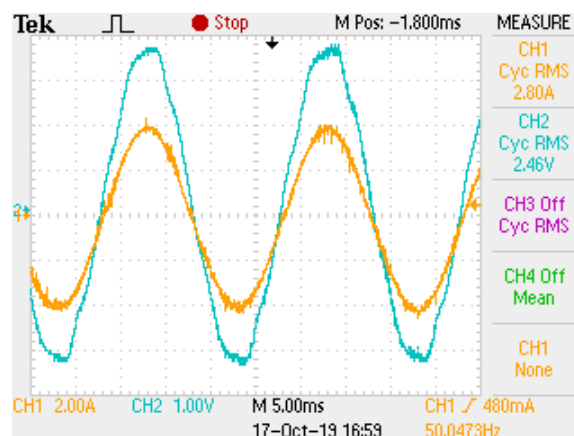 Tek Stop M Pos: -1.800ms MEASURE
CH1
Cyc RMS
2.80A
CH2
Cyc RMS
2.46V
CH3 Off
Cyc RMS
CH4 Off
Mean
CH1
None
2
CH1 2.00A CH2 1.00V M 5.00ms CH1 480mA
17-Oct-19 16:59 50.0473Hz